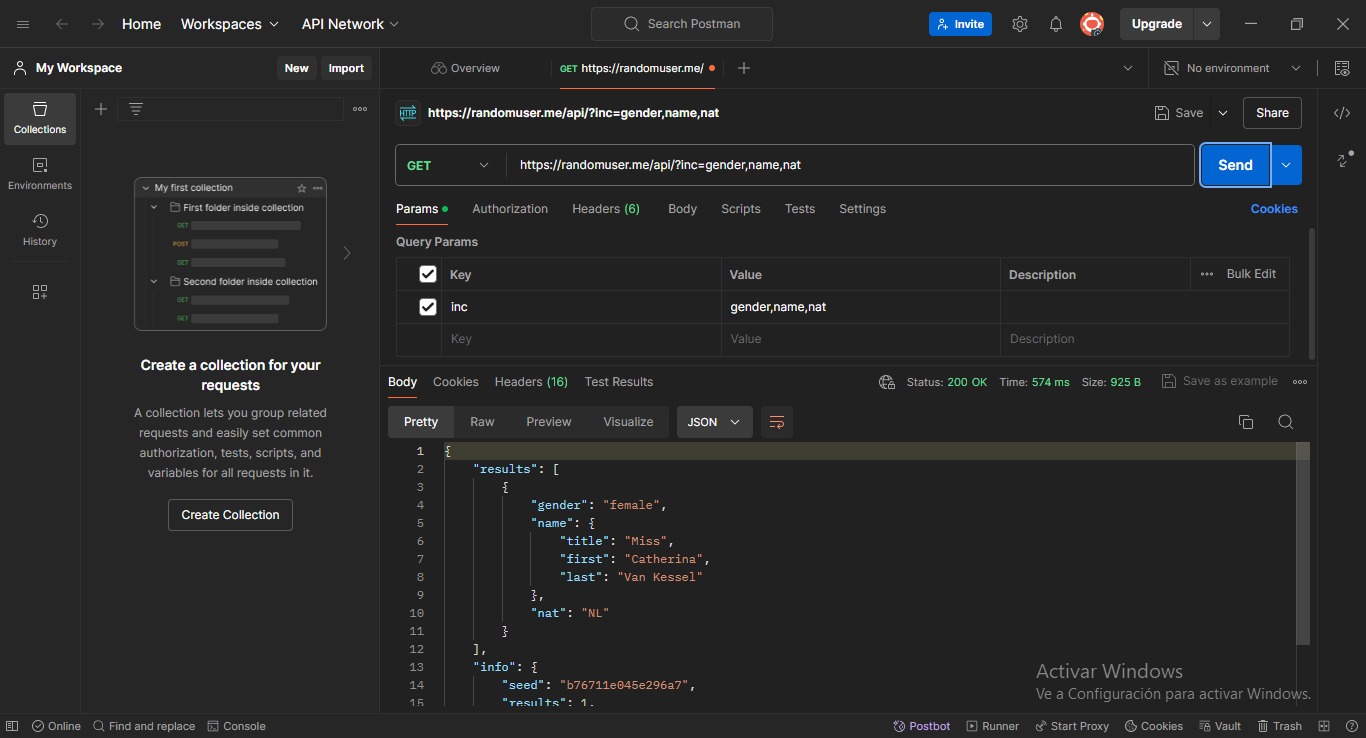 Home
Workspaces
API Network
Search Postman
Invite
Upgrade
My Workspace
New
Import
Overview
GET https://randomuser.me/
No environment
Collections
Environments
History
HTTP https://randomuser.me/api/?inc=gender,name,nat
Save
Share
GET
https://randomuser.me/api/?inc=gender,name,nat
Send
Params
Authorization
Headers (6)
Body
Scripts
Tests
Settings
Cookies
Query Params
Key
Value
Description
Bulk Edit
inc
gender,name,nat
Key
Value
Description
My first collection
First folder inside collection
GET
POST
GET
Second folder inside collection
GET
GET
Create a collection for your
requests
A collection lets you group related
requests and easily set common
authorization, tests, scripts, and
variables for all requests in it.
Create Collection
Body
Cookies
Headers (16)
Test Results
Status: 200 OK
Time: 574 ms
Size: 925 B
Save as example
Pretty
Raw
Preview
Visualize
JSON
1 {
2 "results": [
3 {
4 "gender": "female",
5 "name": {
6 "title": "Miss",
7 "first": "Catherina",
8 "last": "Van Kessel"
9 },
10 "nat": "NL"
11 }
12 ],
13 "info": {
14 "seed": "b76711e045e296a7",
15 "results": 1,
Activar Windows
Ve a Configuración para activar Windows.
Online
Find and replace
Console
Postbot
Runner
Start Proxy
Cookies
Vault
Trash